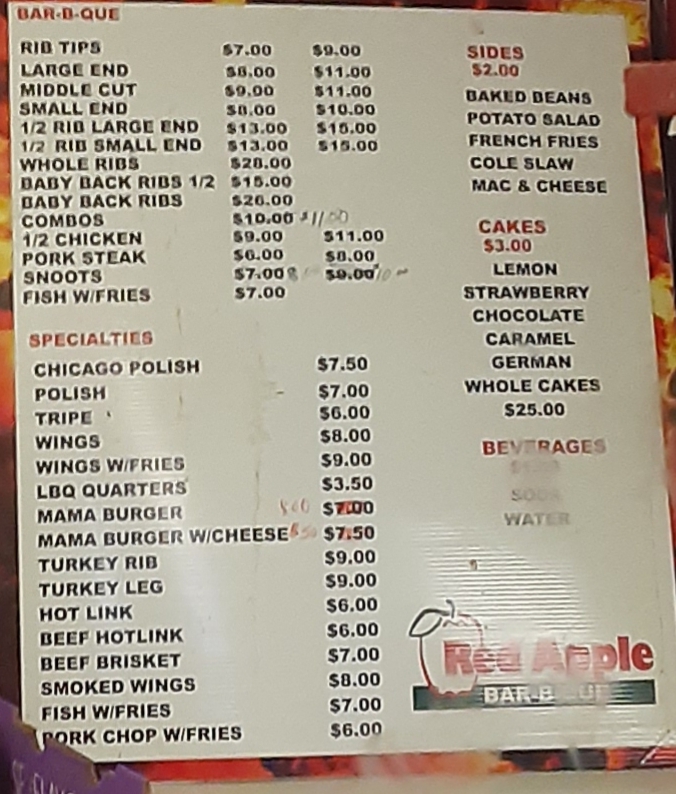 BAR-B-QUE
RIB TIPS $7.00 $9.00
LARGE END $8.00 $11.00
MIDDLE CUT $9.00 $11.00
SMALL END $8.00 $10.00
1/2 RIB LARGE END $13.00 $15.00
1/2 RIB SMALL END $13.00 $15.00
WHOLE RIBS $28.00
BABY BACK RIBS 1/2 $15.00
BABY BACK RIBS $26.00
COMBOS $10.00 $11.00
1/2 CHICKEN $9.00 $11.00
PORK STEAK $6.00 $8.00
SNOOTS $7.00 $9.00
FISH W/FRIES $7.00
SPECIALTIES
CHICAGO POLISH $7.50
POLISH $7.00
TRIPE $6.00
WINGS $8.00
WINGS W/FRIES $9.00
LBQ QUARTERS $3.50
MAMA BURGER $7.00
MAMA BURGER W/CHEESE $7.50
TURKEY RIB $9.00
TURKEY LEG $9.00
HOT LINK $6.00
BEEF HOTLINK $6.00
BEEF BRISKET $7.00
SMOKED WINGS $8.00
FISH W/FRIES $7.00
PORK CHOP W/FRIES $6.00
SIDES
$2.00
BAKED BEANS
POTATO SALAD
FRENCH FRIES
COLE SLAW
MAC & CHEESE
CAKES
$3.00
LEMON
STRAWBERRY
CHOCOLATE
CARAMEL
GERMAN
WHOLE CAKES
$25.00
BEVERAGES
SODA
WATER
Red Apple
BAR-B-QUE